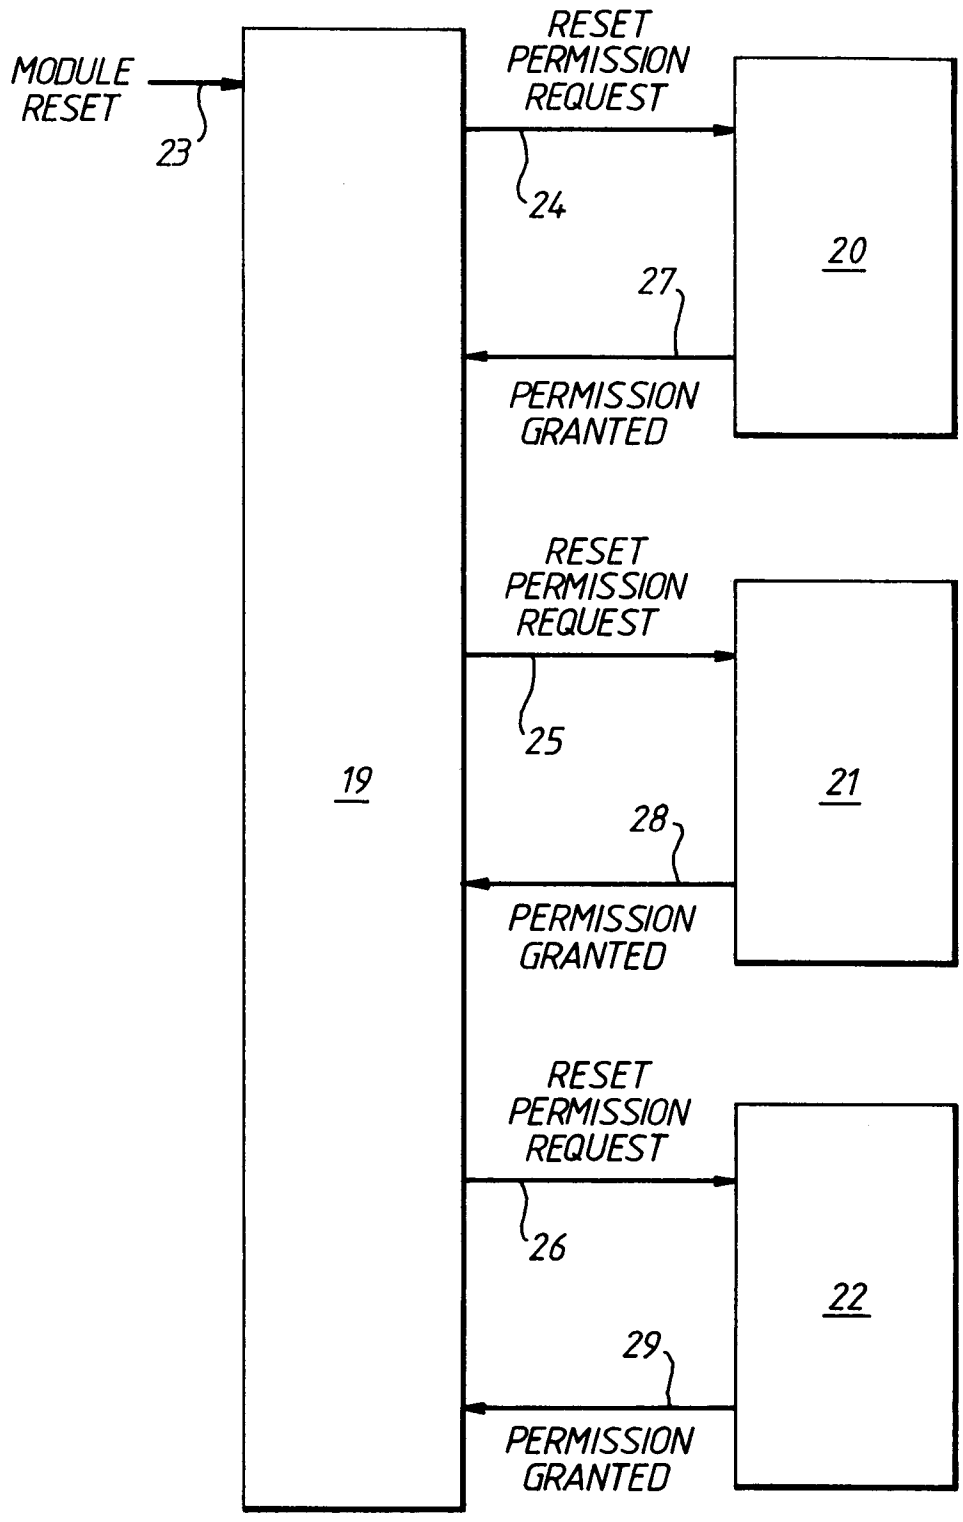 RESET
PERMISSION
REQUEST
MODULE
RESET
23
24
20
27
PERMISSION
GRANTED
RESET
PERMISSION
REQUEST
25
19
21
28
PERMISSION
GRANTED
RESET
PERMISSION
REQUEST
26
22
29
PERMISSION
GRANTED